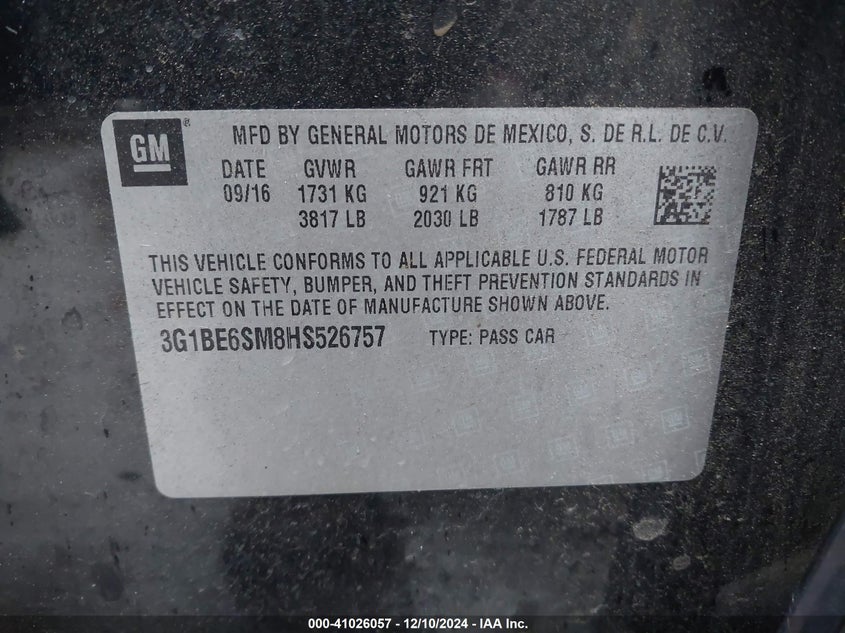 GM®
MFD BY GENERAL MOTORS DE MEXICO, S. DE R.L. DE C.V.
DATE GVWR GAWR FRT GAWR RR
09/16 1731 KG 921 KG 810 KG
3817 LB 2030 LB 1787 LB
THIS VEHICLE CONFORMS TO ALL APPLICABLE U.S. FEDERAL MOTOR
VEHICLE SAFETY, BUMPER, AND THEFT PREVENTION STANDARDS IN
EFFECT ON THE DATE OF MANUFACTURE SHOWN ABOVE.
3G1BE6SM8HS526757 TYPE: PASS CAR
000-41026057 - 12/10/2024 - IAA Inc.